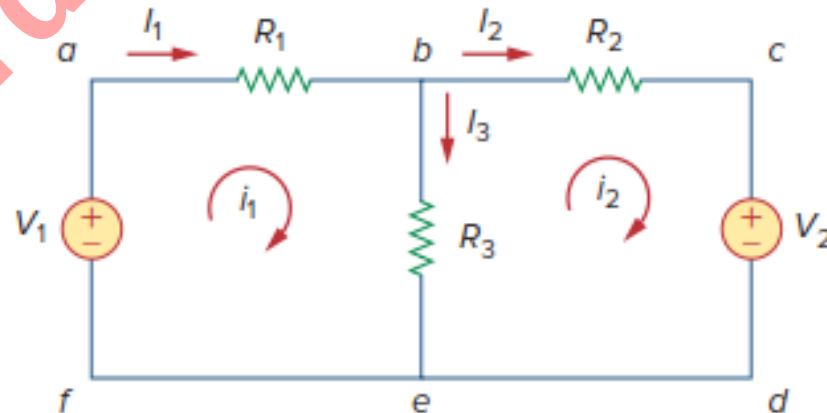 a I₁ R₁ b I₂ R₂ c
I₃
i₁ i₂
V₁ + − R₃ + − V₂
f e d